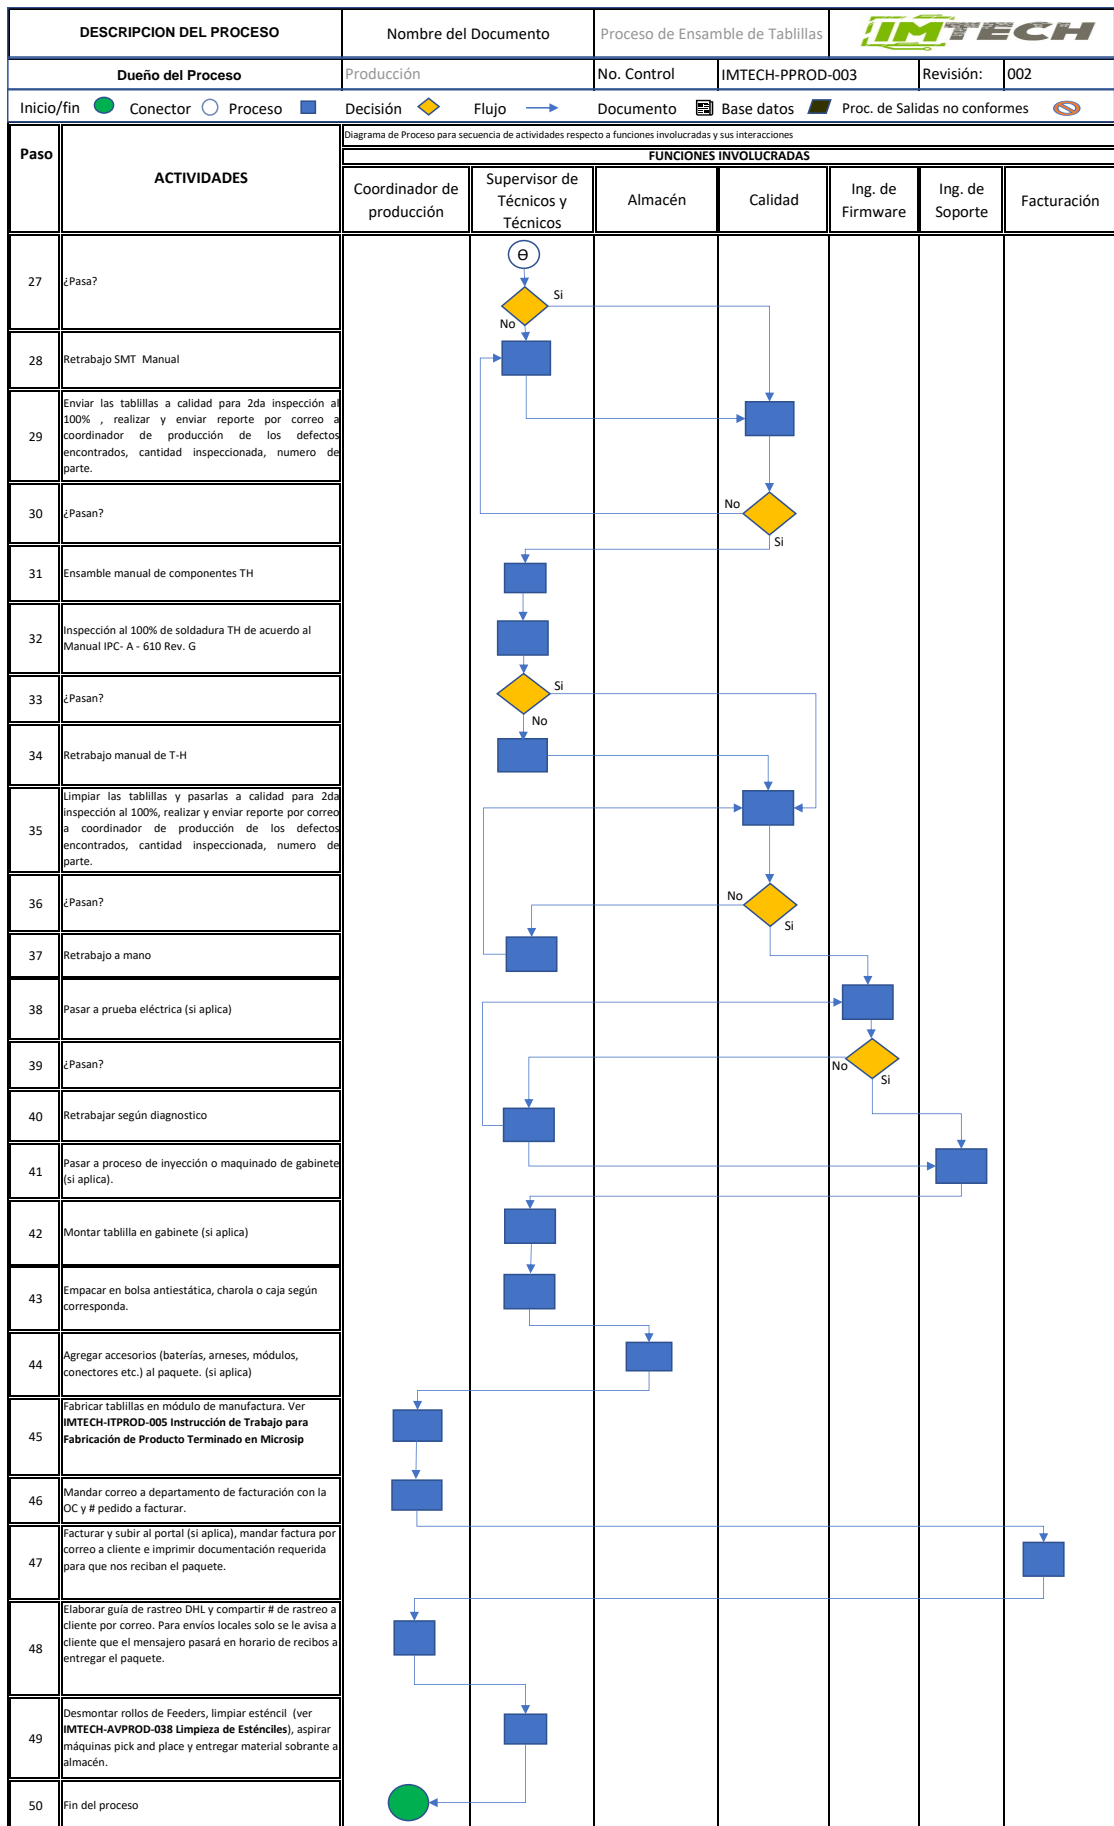 DESCRIPCION DEL PROCESO
Nombre del Documento
Proceso de Ensamble de Tablillas
IMTECH
Dueño del Proceso
Producción
No. Control
IMTECH-PPROD-003
Revisión:
002
Inicio/fin
Conector
Proceso
Decisión
Flujo
Documento
Base datos
Proc. de Salidas no conformes
Paso
ACTIVIDADES
Diagrama de Proceso para secuencia de actividades respecto a funciones involucradas y sus interacciones
FUNCIONES INVOLUCRADAS
Coordinador de
producción
Supervisor de
Técnicos y
Técnicos
Almacén
Calidad
Ing. de
Firmware
Ing. de
Soporte
Facturación
27
¿Pasa?
ɵ
Si
No
28
Retrabajo SMT  Manual
29
Enviar las tablillas a calidad para 2da inspección al
100% , realizar y enviar reporte por correo a
coordinador de producción de los defectos
encontrados, cantidad inspeccionada, numero de
parte.
30
¿Pasan?
No
Si
31
Ensamble manual de componentes TH
32
Inspección al 100% de soldadura TH de acuerdo al
Manual IPC- A - 610 Rev. G
33
¿Pasan?
Si
No
34
Retrabajo manual de T-H
35
Limpiar las tablillas y pasarlas a calidad para 2da
inspección al 100%, realizar y enviar reporte por correo
a coordinador de producción de los defectos
encontrados, cantidad inspeccionada, numero de
parte.
36
¿Pasan?
No
Si
37
Retrabajo a mano
38
Pasar a prueba eléctrica (si aplica)
39
¿Pasan?
No
Si
40
Retrabajar según diagnostico
41
Pasar a proceso de inyección o maquinado de gabinete
(si aplica).
42
Montar tablilla en gabinete (si aplica)
43
Empacar en bolsa antiestática, charola o caja según
corresponda.
44
Agregar accesorios (baterías, arneses, módulos,
conectores etc.) al paquete. (si aplica)
45
Fabricar tablillas en módulo de manufactura. Ver
IMTECH-ITPROD-005 Instrucción de Trabajo para
Fabricación de Producto Terminado en Microsip
46
Mandar correo a departamento de facturación con la
OC y # pedido a facturar.
47
Facturar y subir al portal (si aplica), mandar factura por
correo a cliente e imprimir documentación requerida
para que nos reciban el paquete.
48
Elaborar guía de rastreo DHL y compartir # de rastreo a
cliente por correo. Para envíos locales solo se le avisa a
cliente que el mensajero pasará en horario de recibos a
entregar el paquete.
49
Desmontar rollos de Feeders, limpiar esténcil  (ver
IMTECH-AVPROD-038 Limpieza de Esténciles), aspirar
máquinas pick and place y entregar material sobrante a
almacén.
50
Fin del proceso